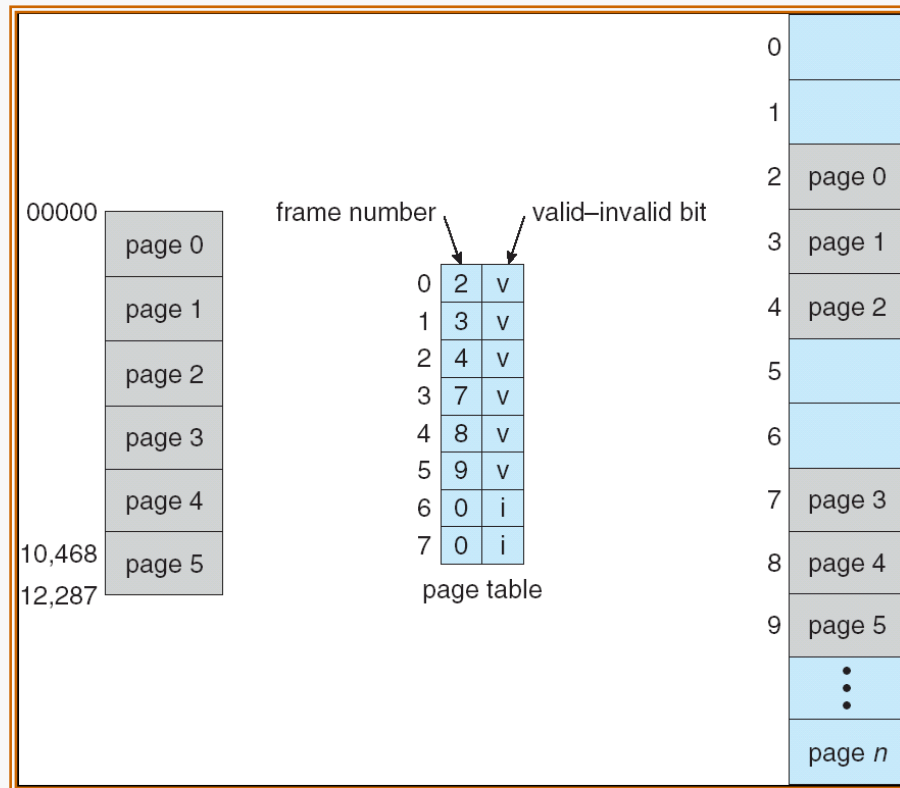 00000
page 0
page 1
page 2
page 3
page 4
10,468
page 5
12,287
frame number
valid–invalid bit
0 2 v
1 3 v
2 4 v
3 7 v
4 8 v
5 9 v
6 0 i
7 0 i
page table
0
1
2 page 0
3 page 1
4 page 2
5
6
7 page 3
8 page 4
9 page 5
page n